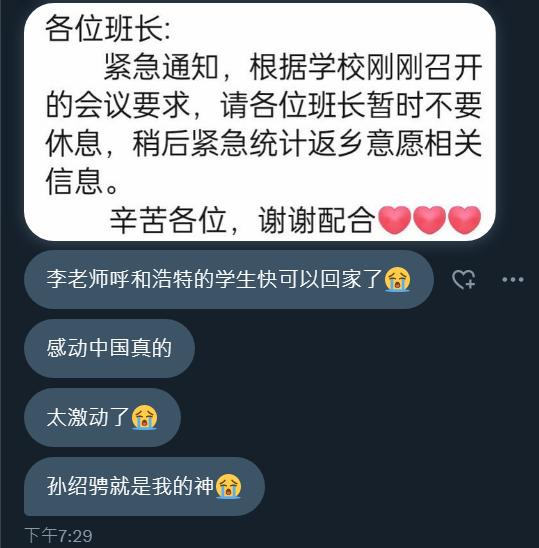 各位班长:
紧急通知，根据学校刚刚召开
的会议要求，请各位班长暂时不要
休息，稍后紧急统计返乡意愿相关
信息。
辛苦各位，谢谢配合❤❤❤
李老师呼和浩特的学生快可以回家了😭
感动中国真的
太激动了😭
孙绍骋就是我的神😭
下午7:29